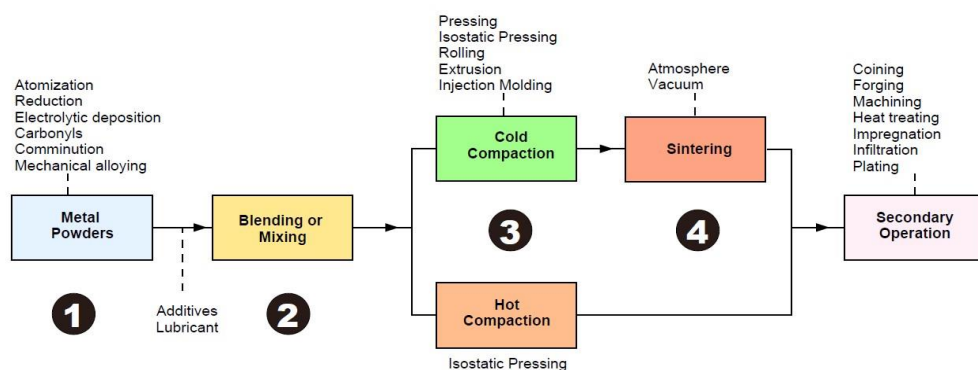 Atomization
Reduction
Electrolytic deposition
Carbonyls
Comminution
Mechanical alloying
Metal
Powders
1
Additives
Lubricant
Blending or
Mixing
2
Pressing
Isostatic Pressing
Rolling
Extrusion
Injection Molding
Cold
Compaction
3
Hot
Compaction
Isostatic Pressing
Atmosphere
Vacuum
Sintering
4
Coining
Forging
Machining
Heat treating
Impregnation
Infiltration
Plating
Secondary
Operation